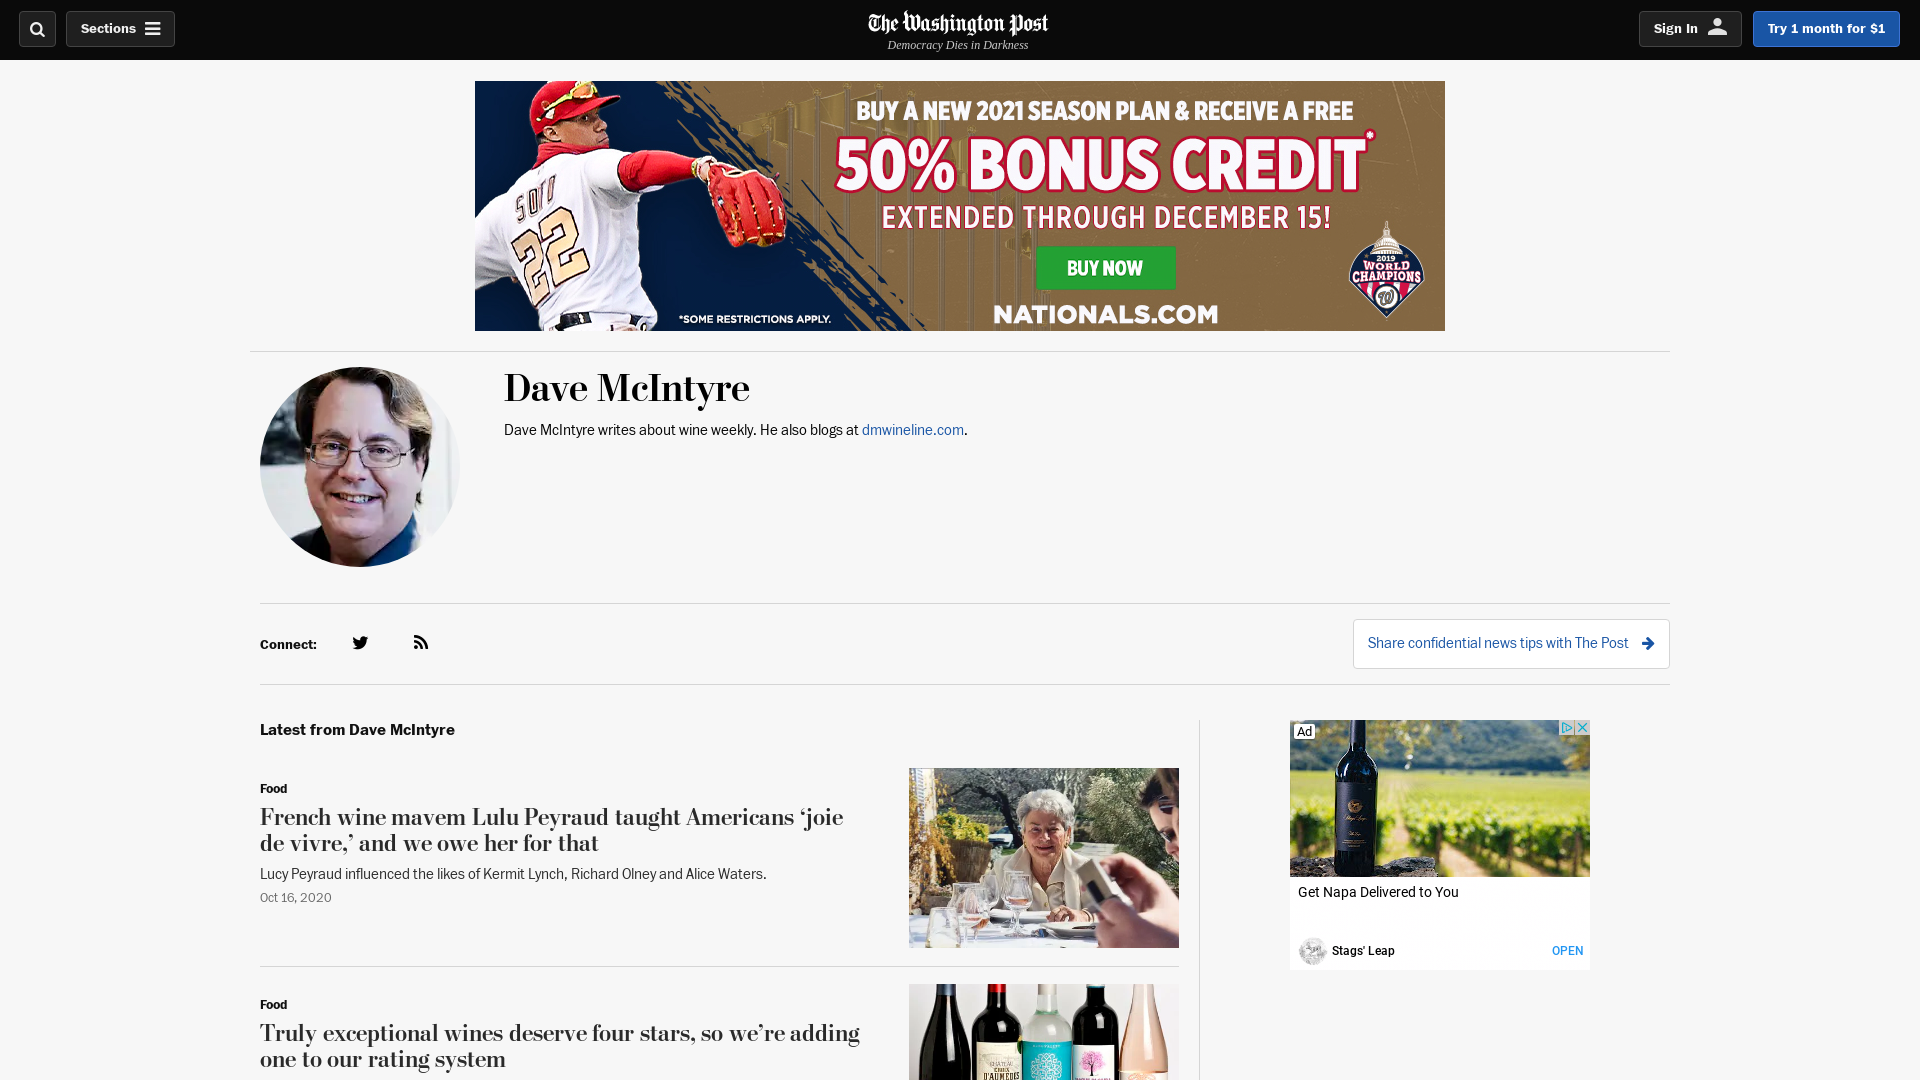 Sections
The Washington Post
Democracy Dies in Darkness
Sign In
Try 1 month for $1
BUY A NEW 2021 SEASON PLAN & RECEIVE A FREE
50% BONUS CREDIT*
EXTENDED THROUGH DECEMBER 15!
BUY NOW
NATIONALS.COM
*SOME RESTRICTIONS APPLY.
SOTO
22
2019
WORLD
CHAMPIONS
W
Dave McIntyre
Dave McIntyre writes about wine weekly. He also blogs at dmwineline.com.
Connect:
Share confidential news tips with The Post
Latest from Dave McIntyre
Food
French wine mavem Lulu Peyraud taught Americans ‘joie
de vivre,’ and we owe her for that
Lucy Peyraud influenced the likes of Kermit Lynch, Richard Olney and Alice Waters.
Oct 16, 2020
Food
Truly exceptional wines deserve four stars, so we’re adding
one to our rating system
D'AUMÈDES
Ad
Get Napa Delivered to You
Stags' Leap
OPEN